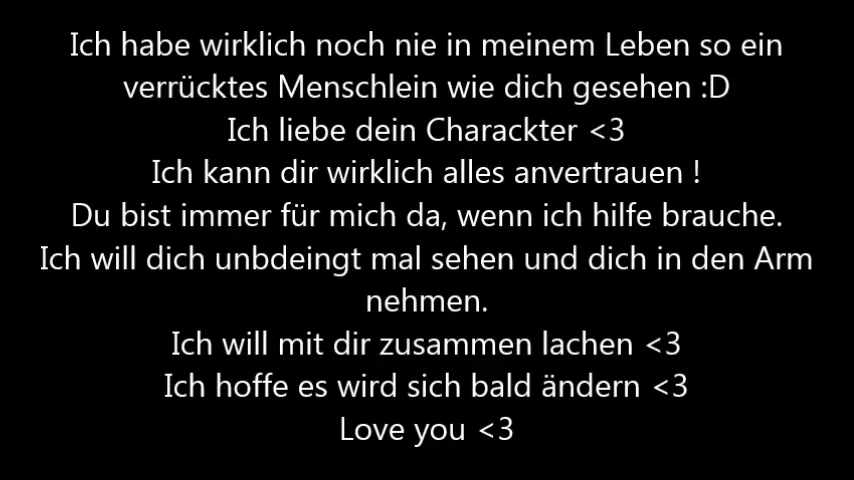 Ich habe wirklich noch nie in meinem Leben so ein
verrücktes Menschlein wie dich gesehen :D
Ich liebe dein Charackter <3
Ich kann dir wirklich alles anvertrauen !
Du bist immer für mich da, wenn ich hilfe brauche.
Ich will dich unbdeingt mal sehen und dich in den Arm
nehmen.
Ich will mit dir zusammen lachen <3
Ich hoffe es wird sich bald ändern <3
Love you <3